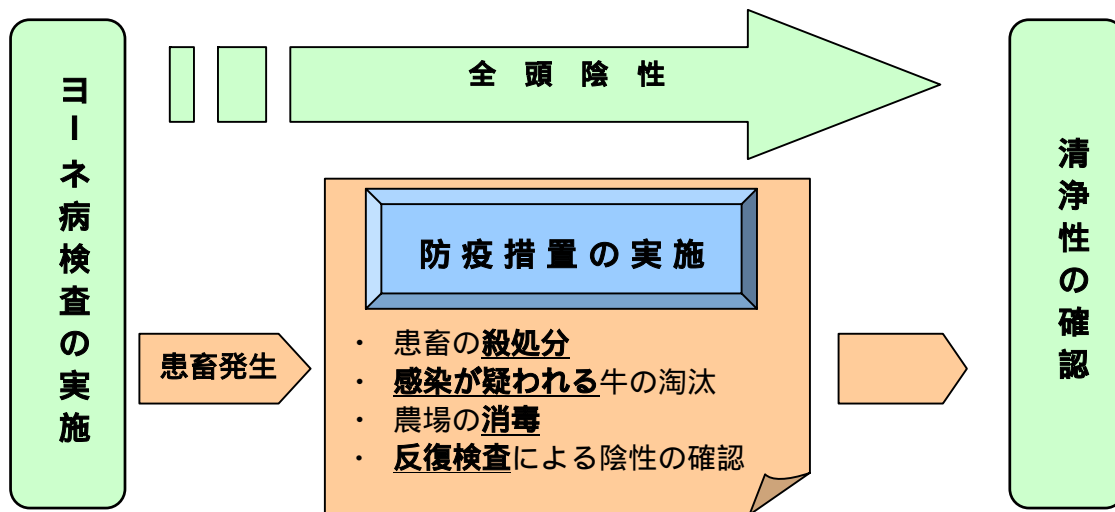 ヨーネ病検査の実施
全頭陰性
防疫措置の実施
患畜発生
・ 患畜の殺処分
・ 感染が疑われる牛の淘汰
・ 農場の消毒
・ 反復検査による陰性の確認
清浄性の確認